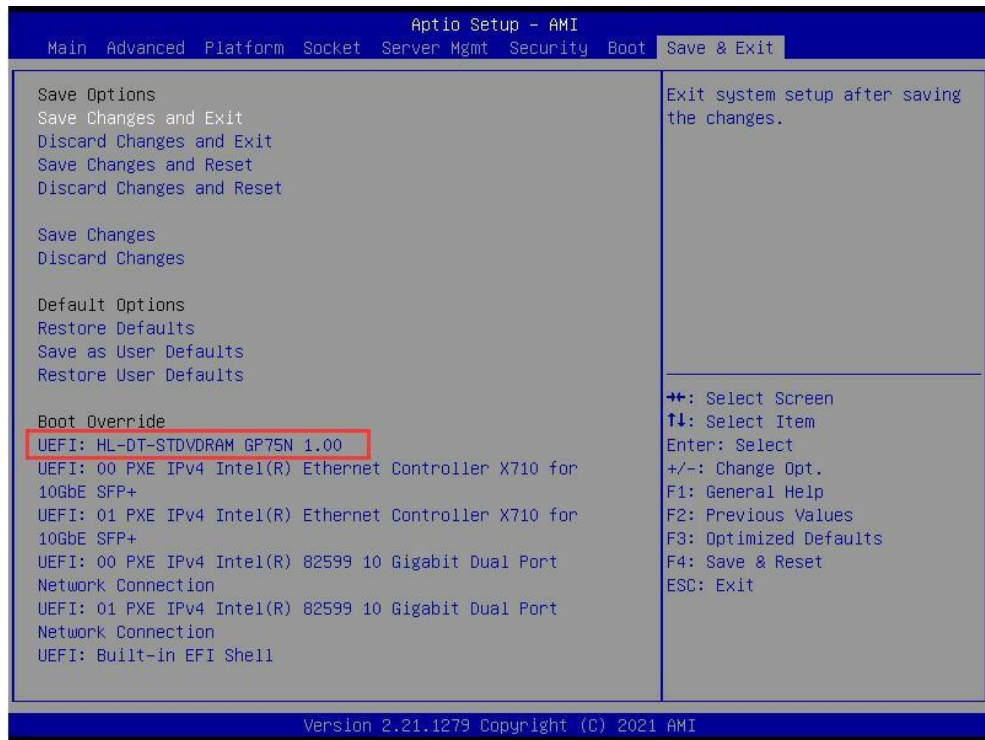 Aptio Setup – AMI
Main Advanced Platform Socket Server Mgmt Security Boot Save & Exit
Save Options
Save Changes and Exit
Discard Changes and Exit
Save Changes and Reset
Discard Changes and Reset
Save Changes
Discard Changes
Default Options
Restore Defaults
Save as User Defaults
Restore User Defaults
Boot Override
UEFI: HL-DT-STDVDRAM GP75N 1.00
UEFI: 00 PXE IPv4 Intel(R) Ethernet Controller X710 for
10GbE SFP+
UEFI: 01 PXE IPv4 Intel(R) Ethernet Controller X710 for
10GbE SFP+
UEFI: 00 PXE IPv4 Intel(R) 82599 10 Gigabit Dual Port
Network Connection
UEFI: 01 PXE IPv4 Intel(R) 82599 10 Gigabit Dual Port
Network Connection
UEFI: Built-in EFI Shell
Exit system setup after saving
the changes.
→←: Select Screen
↑↓: Select Item
Enter: Select
+/-: Change Opt.
F1: General Help
F2: Previous Values
F3: Optimized Defaults
F4: Save & Reset
ESC: Exit
Version 2.21.1279 Copyright (C) 2021 AMI